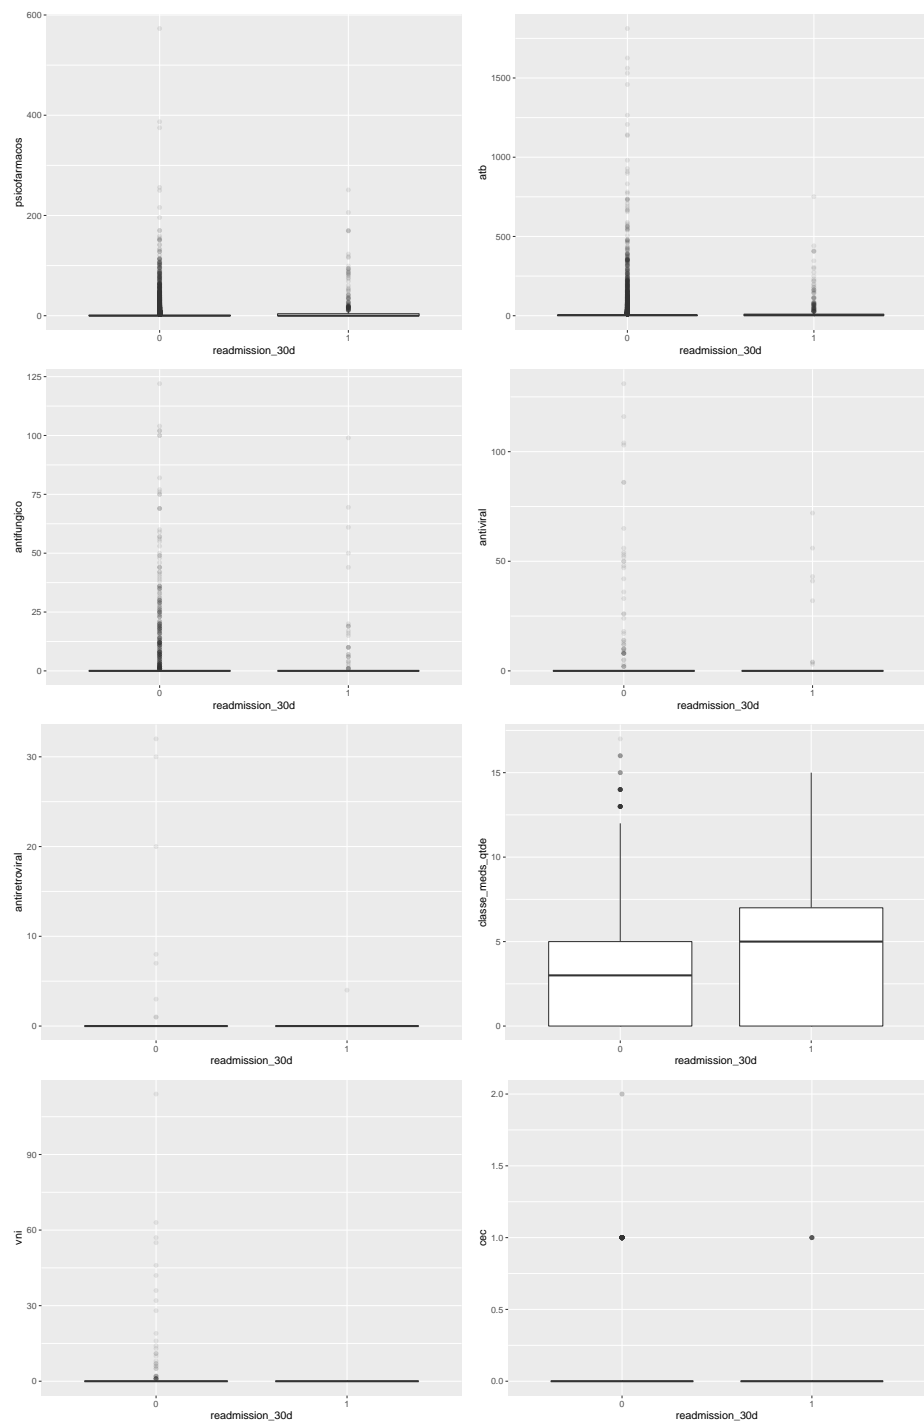 600
400
200
0
psicofarmacos
0 1
readmission_30d
1500
1000
500
0
atb
0 1
readmission_30d
125
100
75
50
25
0
antifungico
0 1
readmission_30d
100
50
0
antiviral
0 1
readmission_30d
30
20
10
0
antiretroviral
0 1
readmission_30d
15
10
5
0
classe_meds_qtde
0 1
readmission_30d
90
60
30
0
vni
0 1
readmission_30d
2.0
1.5
1.0
0.5
0.0
cec
0 1
readmission_30d